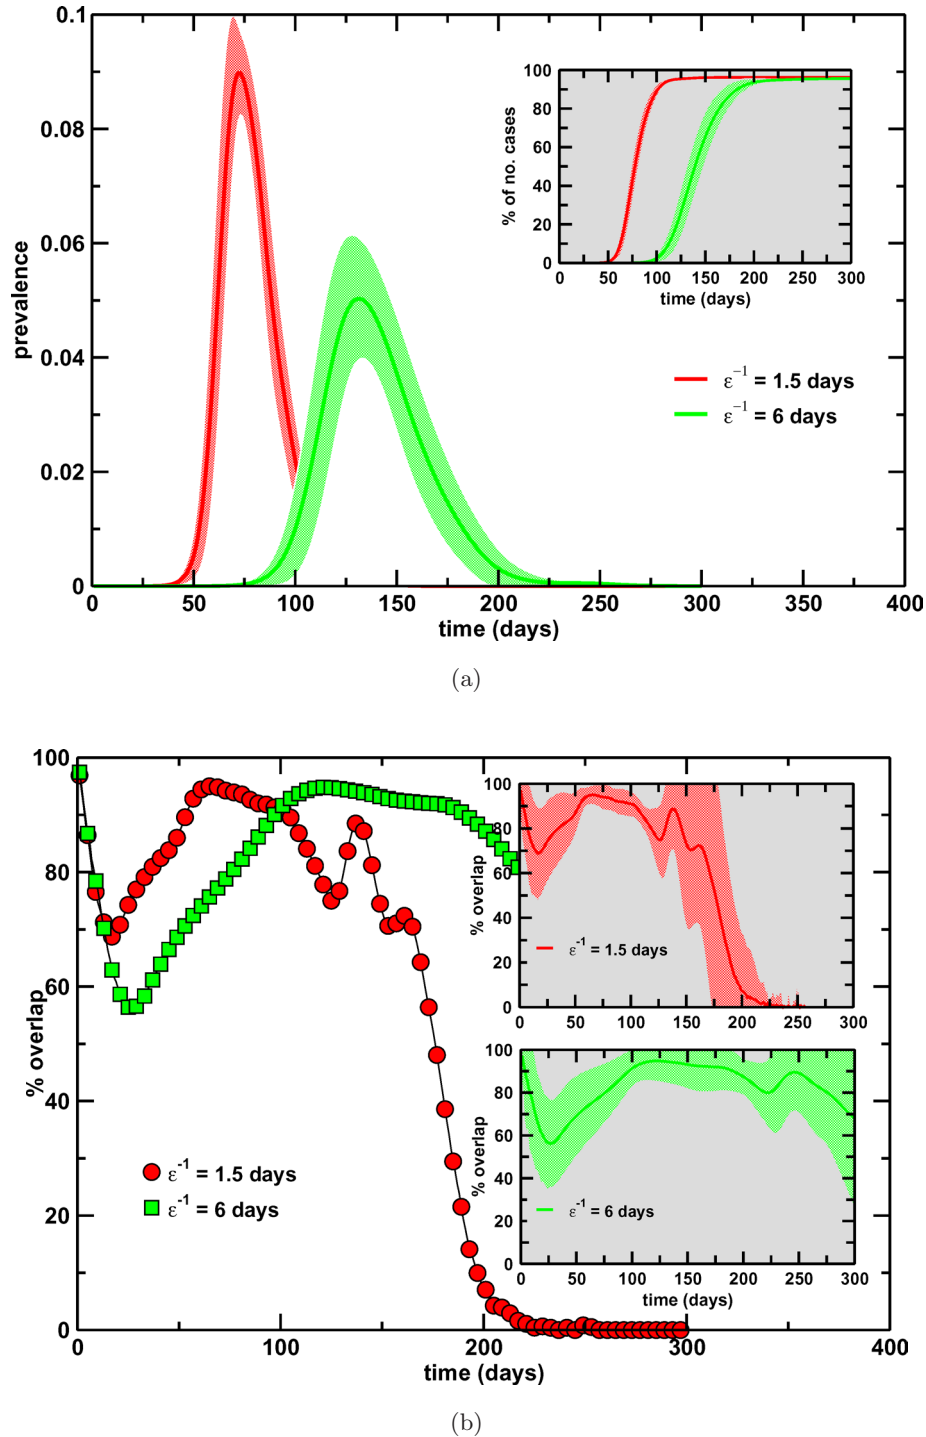 0.1
0.08
0.06
0.04
0.02
0
prevalence
0 50 100 150 200 250 300 350 400
time (days)
100
80
60
40
20
0
% of no. cases
0 50 100 150 200 250 300
time (days)
ε⁻¹ = 1.5 days
ε⁻¹ = 6 days
(a)
100
80
60
40
20
0
% overlap
0 100 200 300 400
time (days)
ε⁻¹ = 1.5 days
ε⁻¹ = 6 days
100
80
60
40
20
0
% overlap
ε⁻¹ = 1.5 days
0 50 100 150 200 250 300
100
80
60
40
20
0
% overlap
ε⁻¹ = 6 days
0 50 100 150 200 250 300
time (days)
(b)